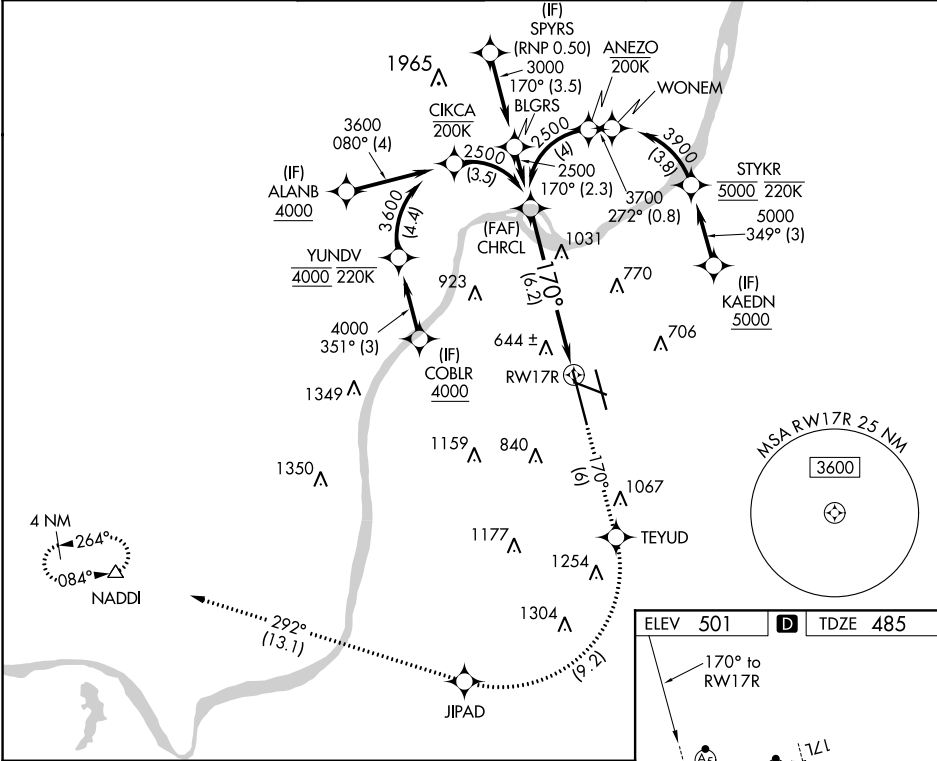 (IF)
SPYRS
(RNP 0.50)
3000
170° (3.5)
BLGRS
ANEZO
200K
WONEM
1965
CIKCA
200K
3600
080° (4)
2500
(3.5)
2500
(4)
3900
(3.8)
(IF)
ALANB
4000
2500
170° (2.3)
3700
272° (0.8)
STYKR
5000 220K
3600
(4.4)
YUNDV
4000 220K
(FAF)
CHRCL
1031
5000
349° (3)
(IF)
KAEDN
5000
923
170°
(6.2)
770
4000
351° (3)
(IF)
COBLR
4000
644 ±
706
RW17R
1349
1159
840
1350
170°
(6)
1067
MSA RW17R 25 NM
3600
4 NM
264°
084°
NADDI
1177
TEYUD
1254
1304
292°
(13.1)
(9.2)
JIPAD
ELEV 501 D TDZE 485
170° to
RW17R
17L
A5